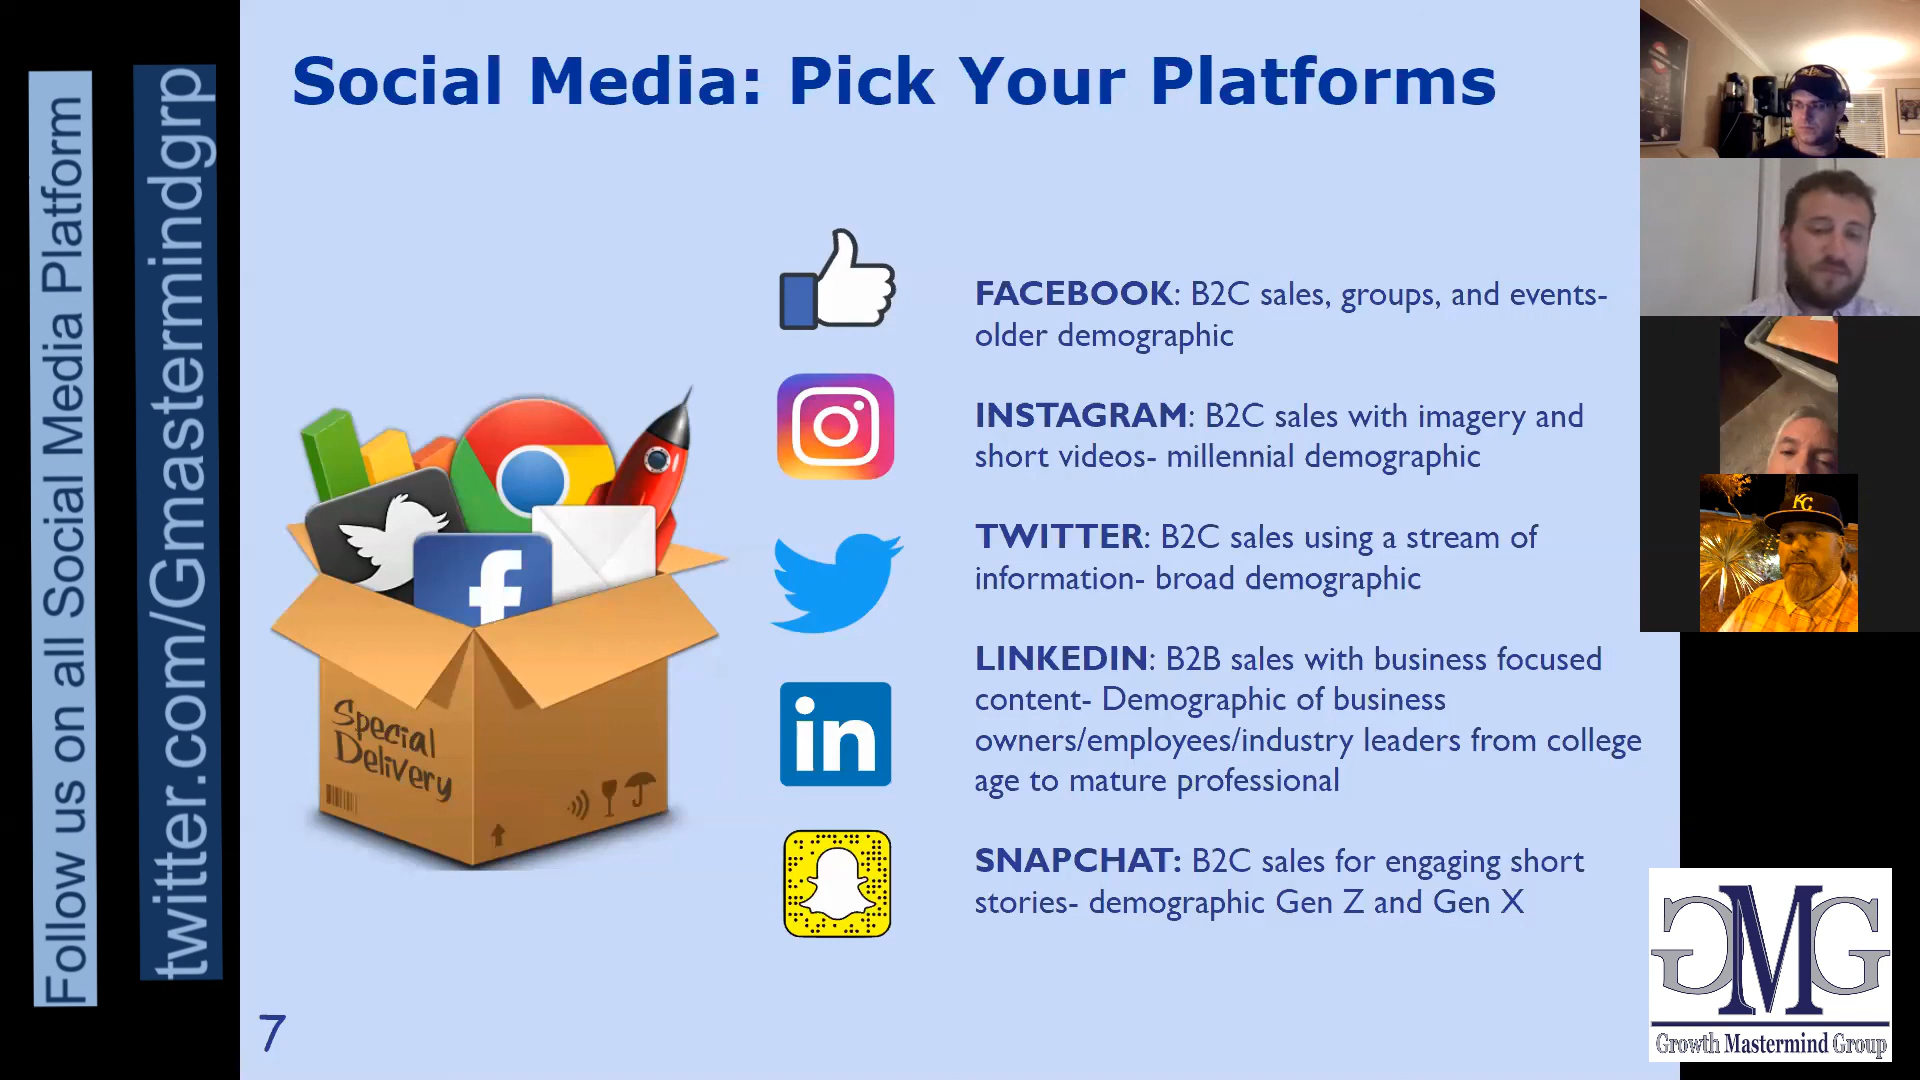 Follow us on all Social Media Platform
twitter.com/Gmastermindgrp
Social Media: Pick Your Platforms
FACEBOOK: B2C sales, groups, and events-
older demographic
INSTAGRAM: B2C sales with imagery and
short videos- millennial demographic
TWITTER: B2C sales using a stream of
information- broad demographic
LINKEDIN: B2B sales with business focused
content- Demographic of business
owners/employees/industry leaders from college
age to mature professional
SNAPCHAT: B2C sales for engaging short
stories- demographic Gen Z and Gen X
f
in
Special
Delivery
7
KC
GMG
Growth Mastermind Group